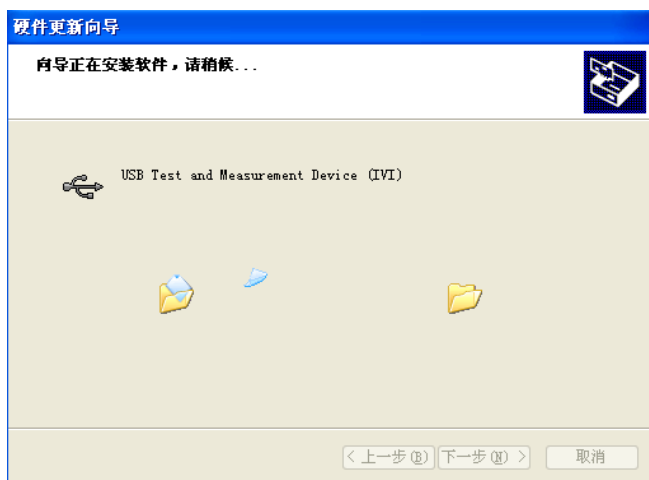 硬件更新向导
向导正在安装软件，请稍候...
USB Test and Measurement Device (IVI)
< 上一步(B) 下一步(N) > 取消